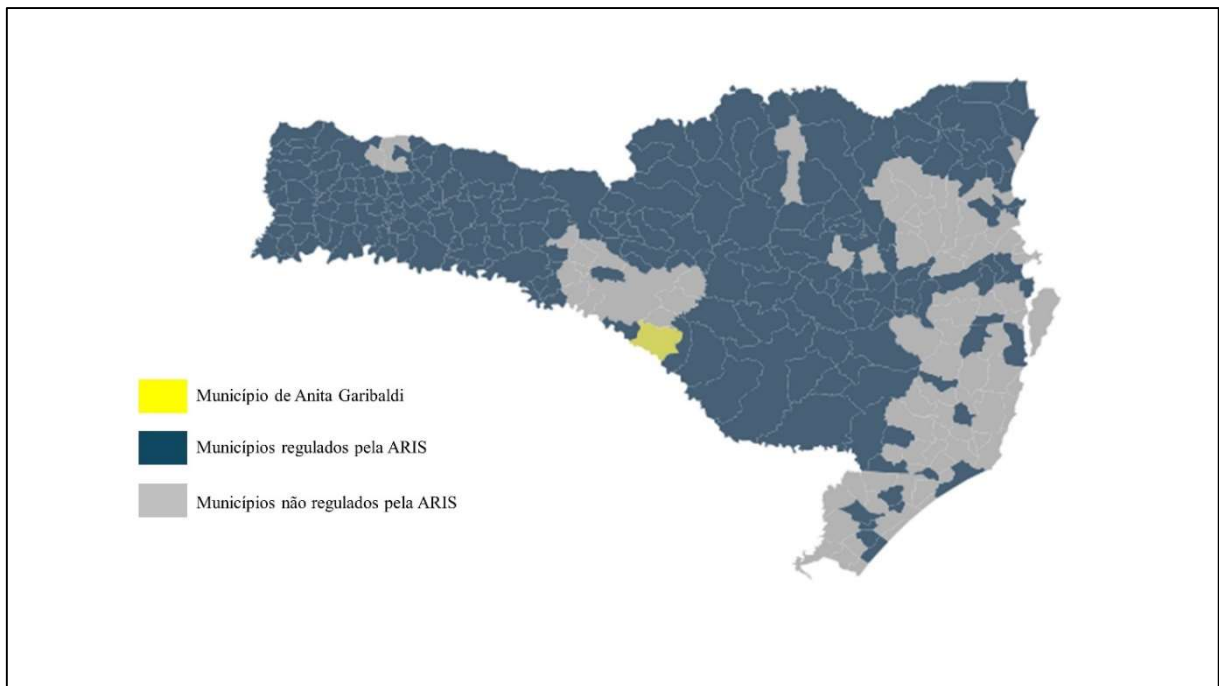 Município de Anita Garibaldi
Municípios regulados pela ARIS
Municípios não regulados pela ARIS